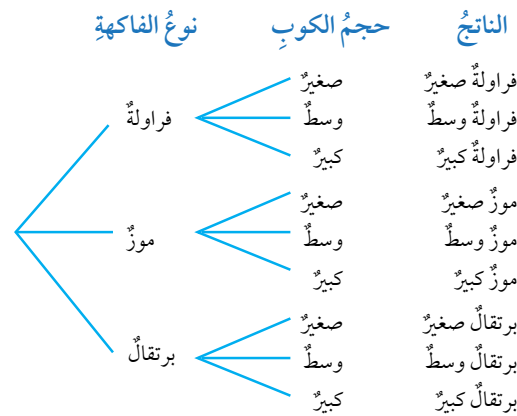 الناتجُ حجمُ الكوبِ نوعُ الفاكهةِ
فراولةٌ صغيرٌ صغيرٌ
فراولةٌ وسطٌ وسطٌ فراولةٌ
فراولةٌ كبيرٌ كبيرٌ
موزٌ صغيرٌ صغيرٌ
موزٌ وسطٌ وسطٌ موزٌ
موزٌ كبيرٌ كبيرٌ
برتقالٌ صغيرٌ صغيرٌ
برتقالٌ وسطٌ وسطٌ برتقالٌ
برتقالٌ كبيرٌ كبيرٌ